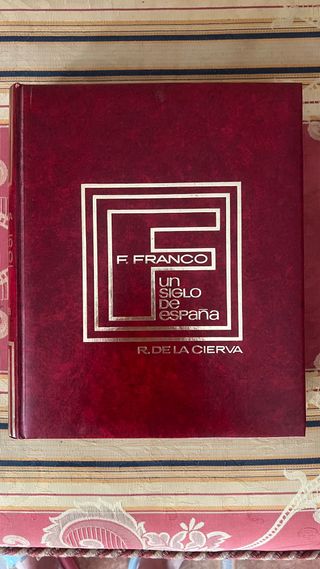 F. FRANCO
un
SIGLO
DE
españa
R. DE LA CIERVA